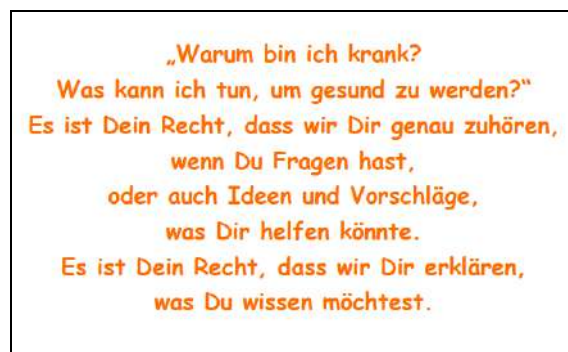 „Warum bin ich krank?
Was kann ich tun, um gesund zu werden?“
Es ist Dein Recht, dass wir Dir genau zuhören,
wenn Du Fragen hast,
oder auch Ideen und Vorschläge,
was Dir helfen könnte.
Es ist Dein Recht, dass wir Dir erklären,
was Du wissen möchtest.